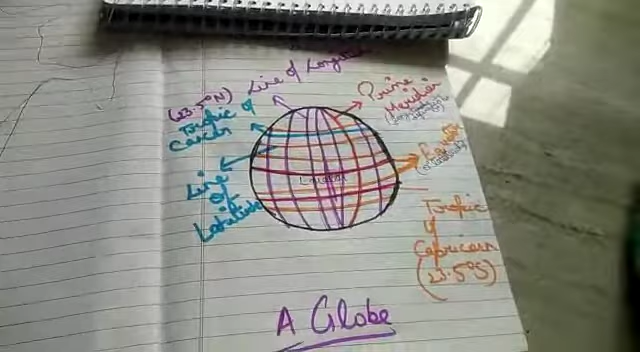 Line of Longitude
(23.5°N)
Tropic of
Cancer
Prime
Meridian
Line
of
Latitude
Tropic
of
Capricorn
(23.5°S)
A Globe